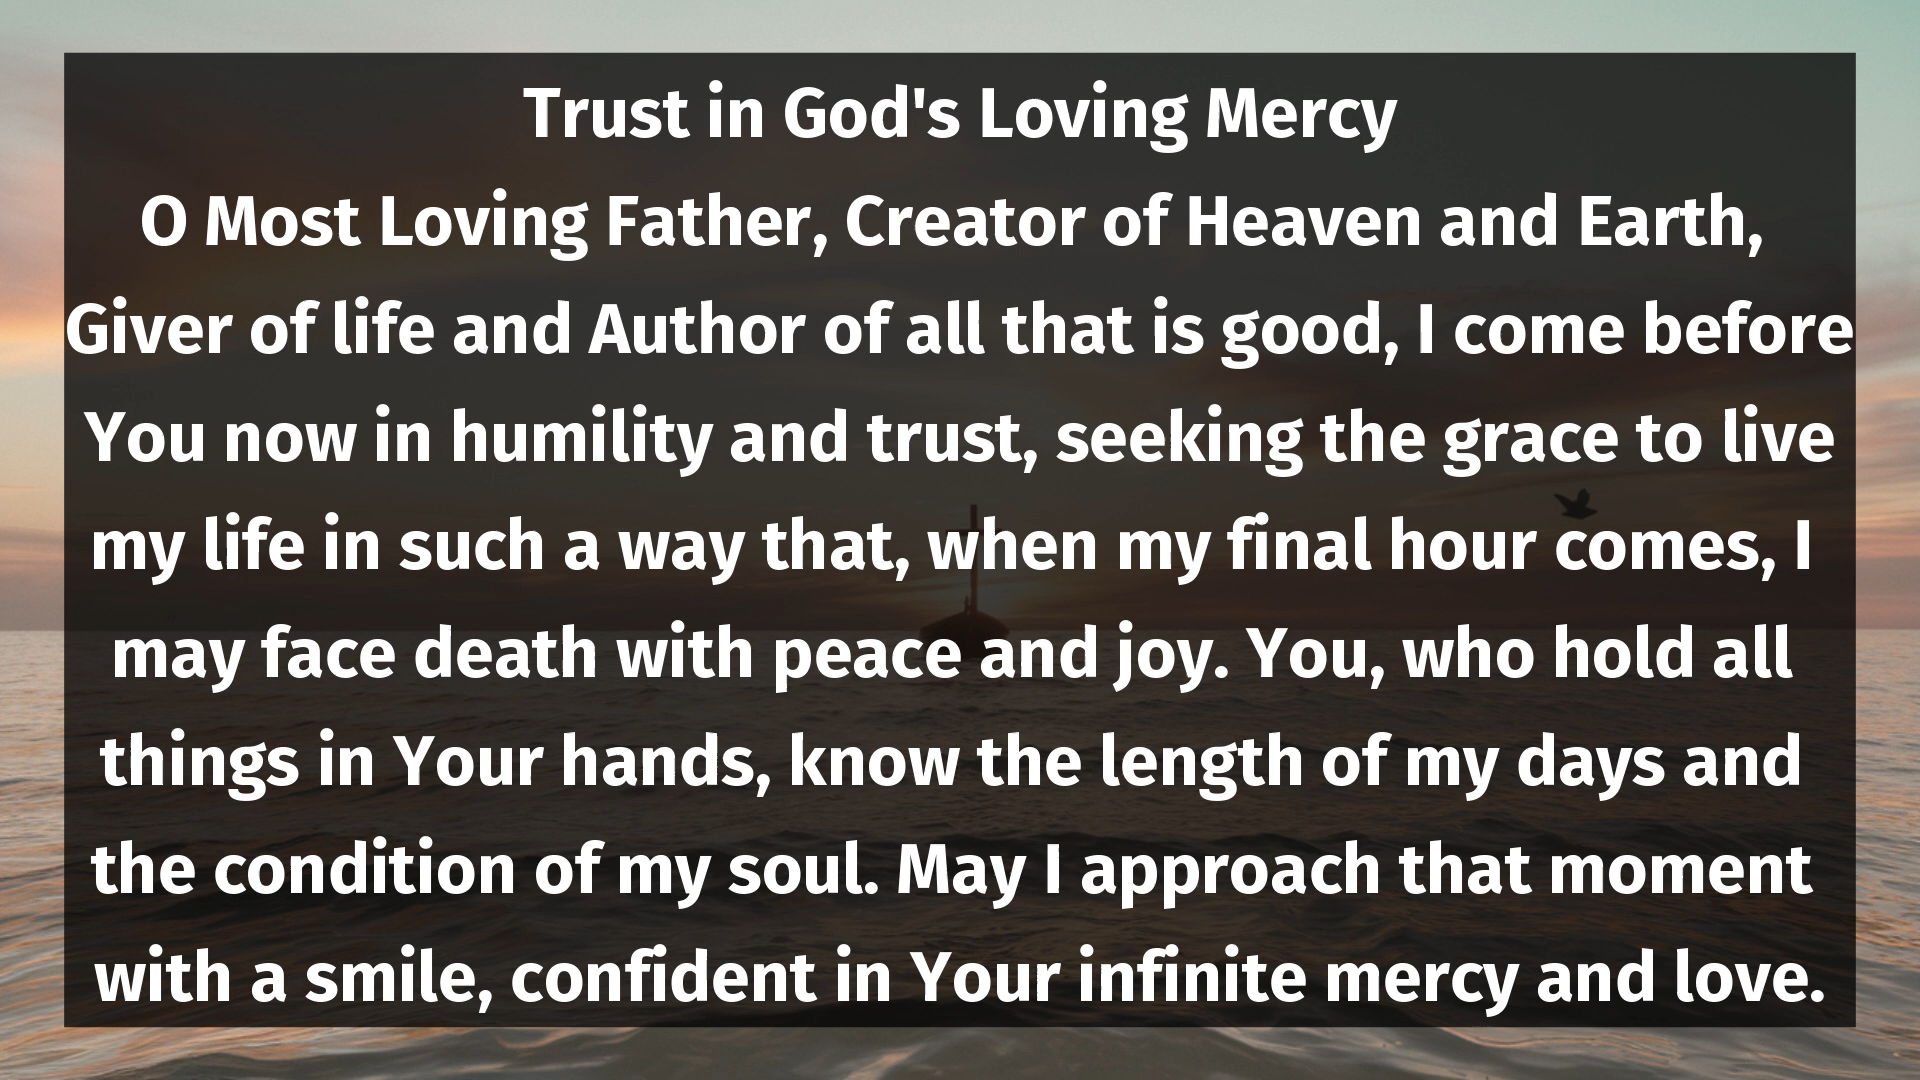 Trust in God's Loving Mercy
O Most Loving Father, Creator of Heaven and Earth,
Giver of life and Author of all that is good, I come before
You now in humility and trust, seeking the grace to live
my life in such a way that, when my final hour comes, I
may face death with peace and joy. You, who hold all
things in Your hands, know the length of my days and
the condition of my soul. May I approach that moment
with a smile, confident in Your infinite mercy and love.